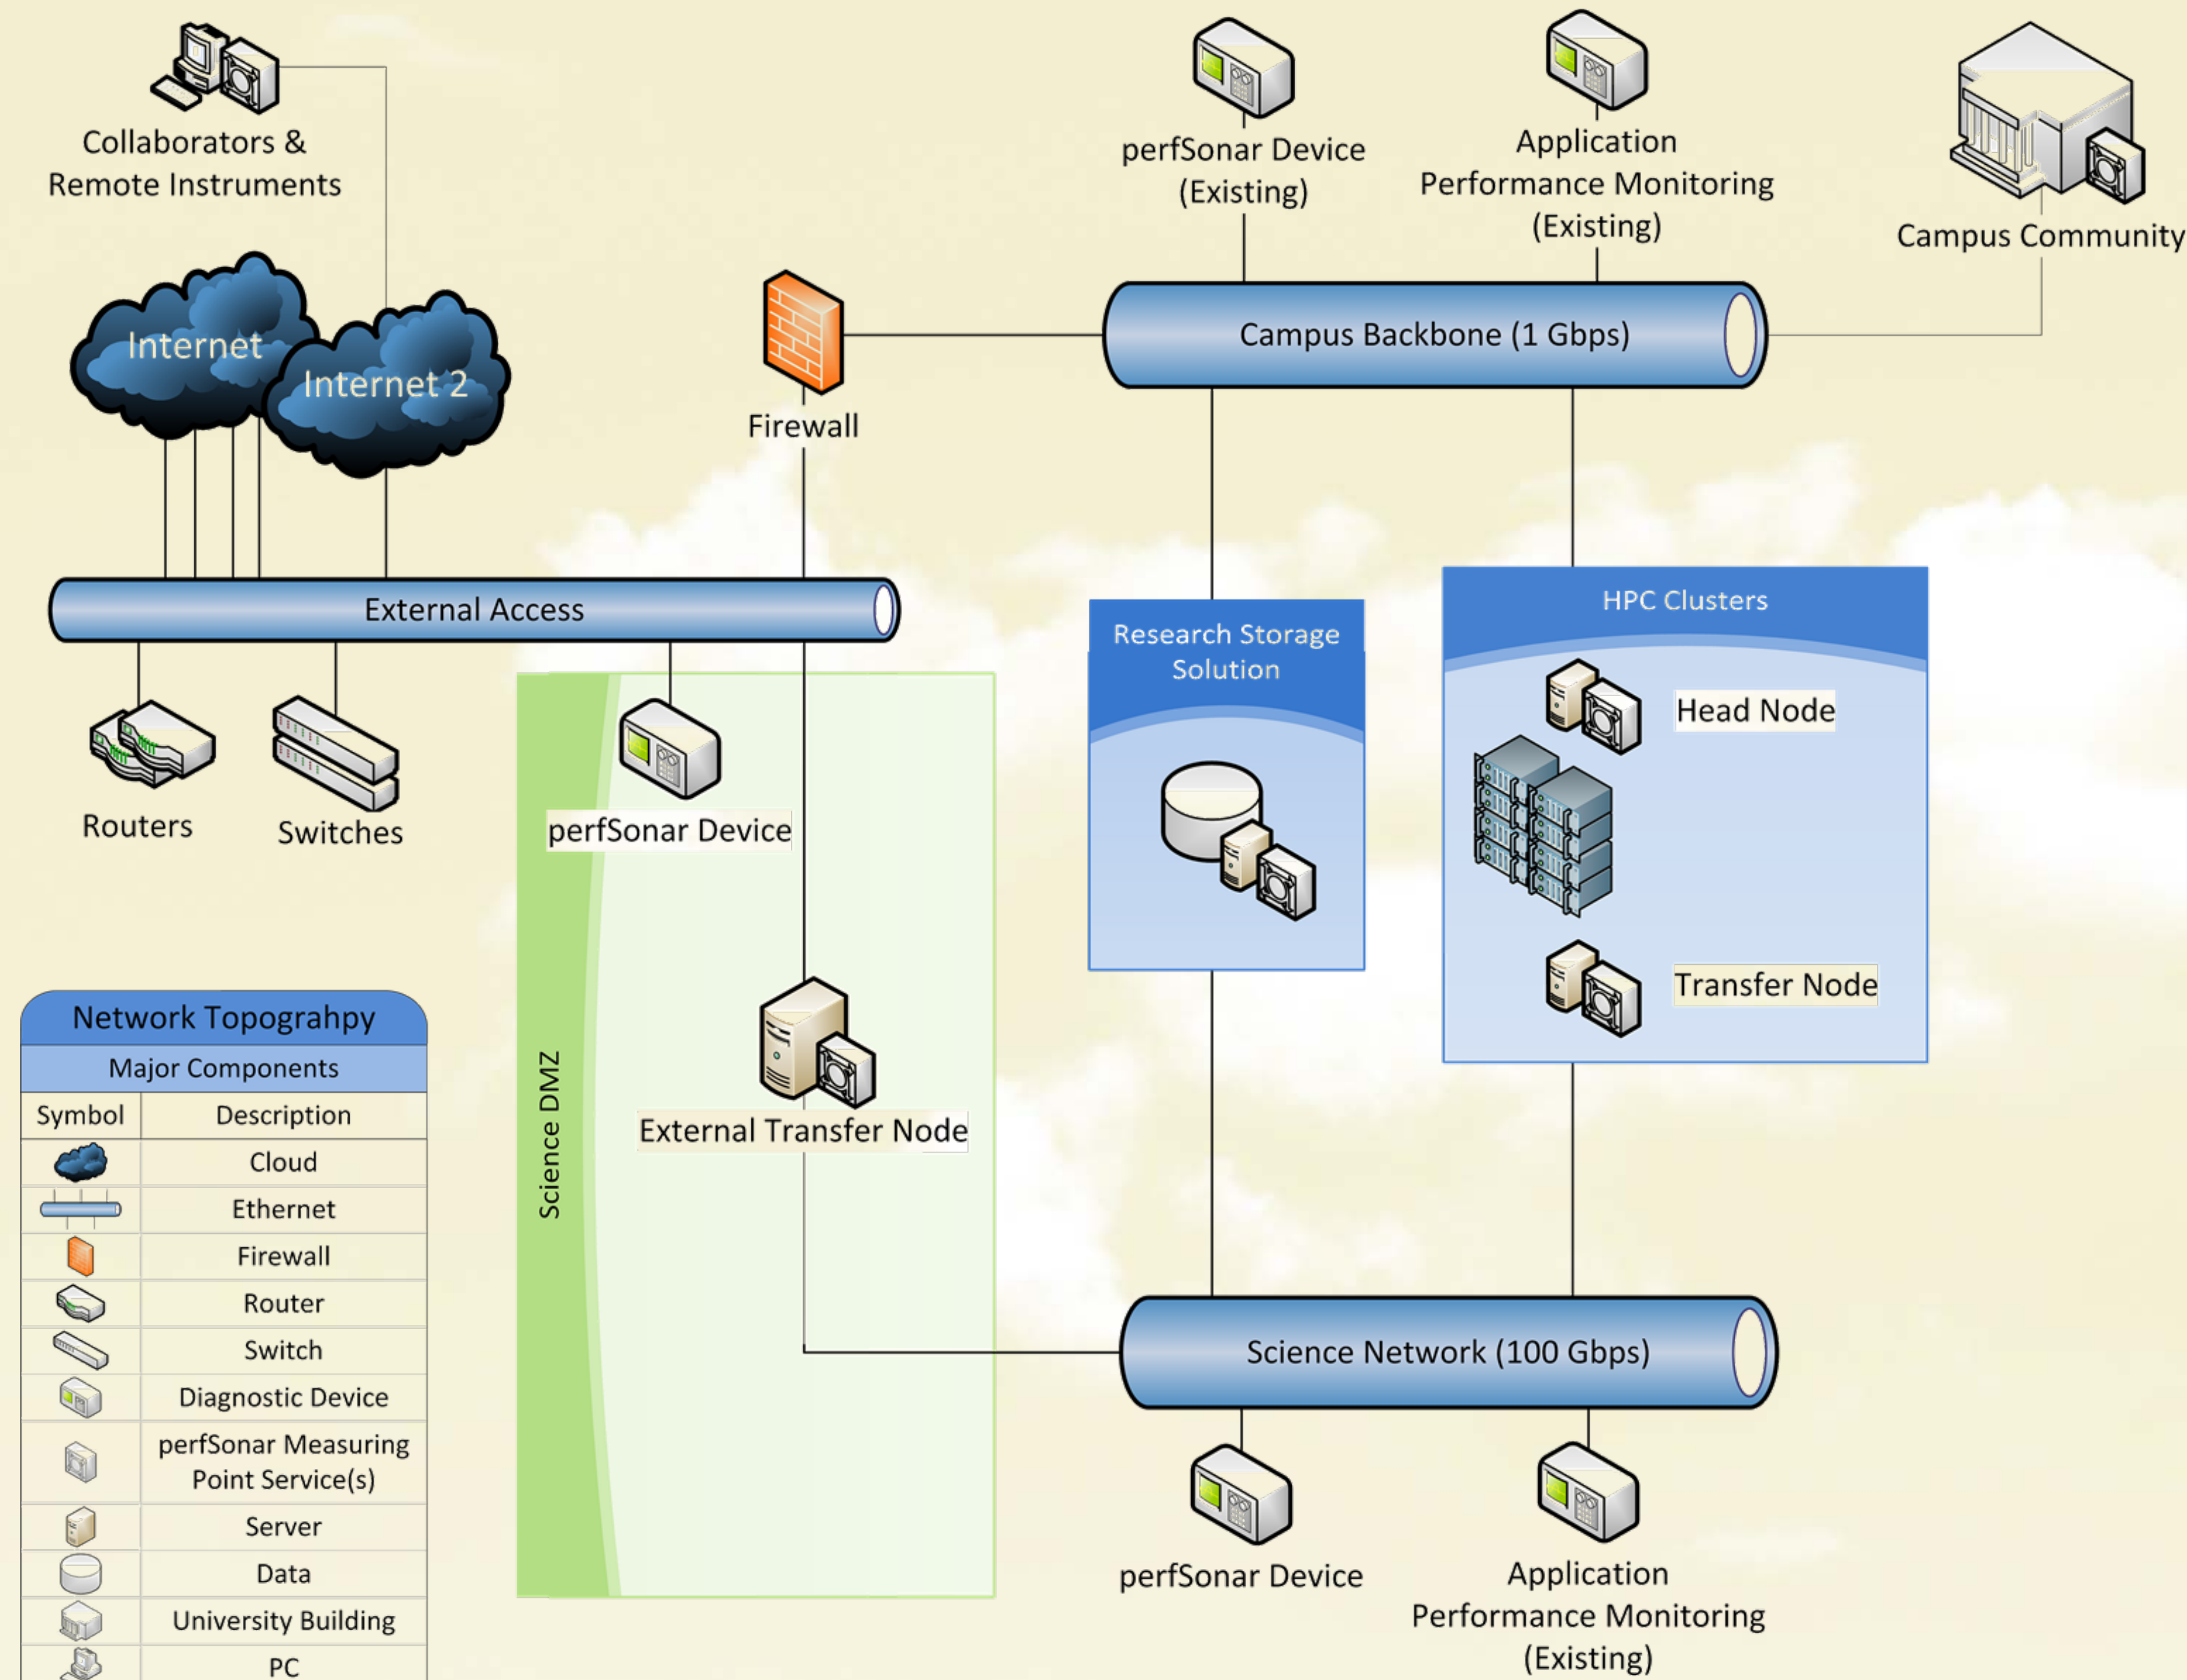 Collaborators &
Remote Instruments
perfSonar Device
(Existing)
Application
Performance Monitoring
(Existing)
Campus Community
Internet
Internet 2
Firewall
Campus Backbone (1 Gbps)
External Access
Routers
Switches
Science DMZ
perfSonar Device
External Transfer Node
Research Storage
Solution
HPC Clusters
Head Node
Transfer Node
Science Network (100 Gbps)
perfSonar Device
Application
Performance Monitoring
(Existing)
Network Topograhpy
Major Components
Symbol Description
Cloud
Ethernet
Firewall
Router
Switch
Diagnostic Device
perfSonar Measuring
Point Service(s)
Server
Data
University Building
PC